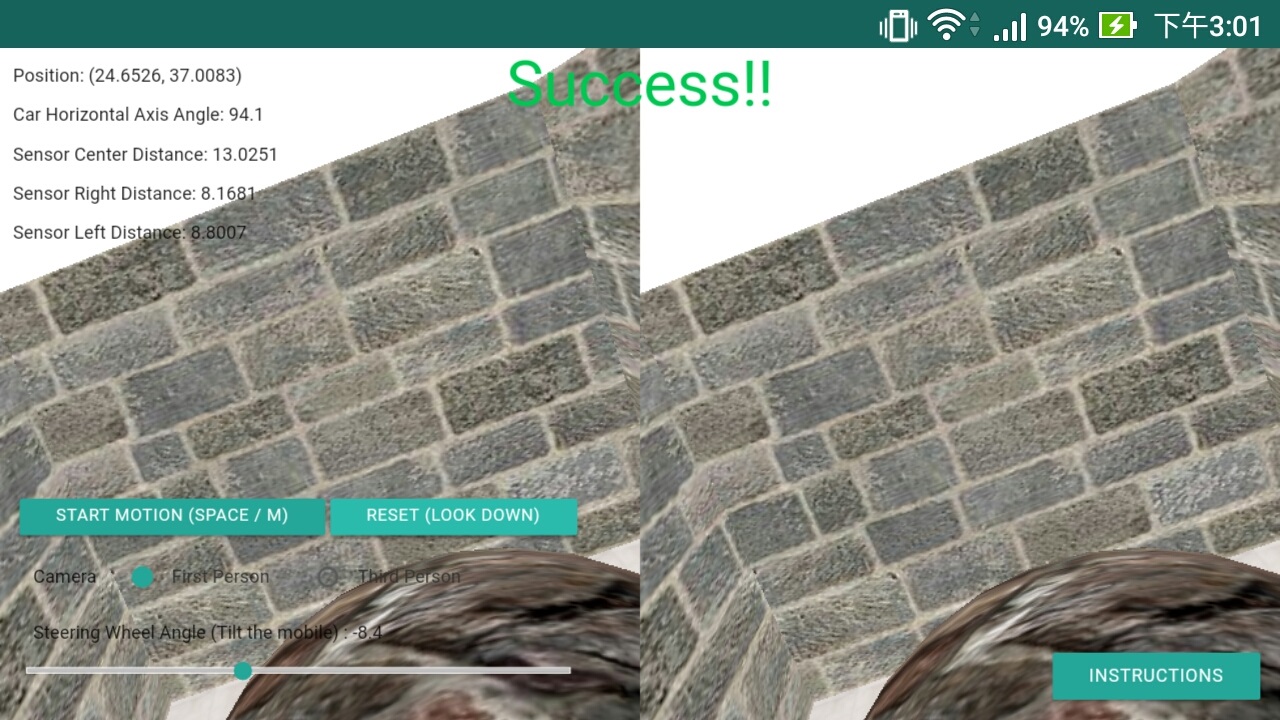 94% 下午3:01
Success!!
Position: (24.6526, 37.0083)
Car Horizontal Axis Angle: 94.1
Sensor Center Distance: 13.0251
Sensor Right Distance: 8.1681
Sensor Left Distance: 8.8007
START MOTION (SPACE / M)
RESET (LOOK DOWN)
Camera First Person Third Person
Steering Wheel Angle (Tilt the mobile) : -8.4
INSTRUCTIONS